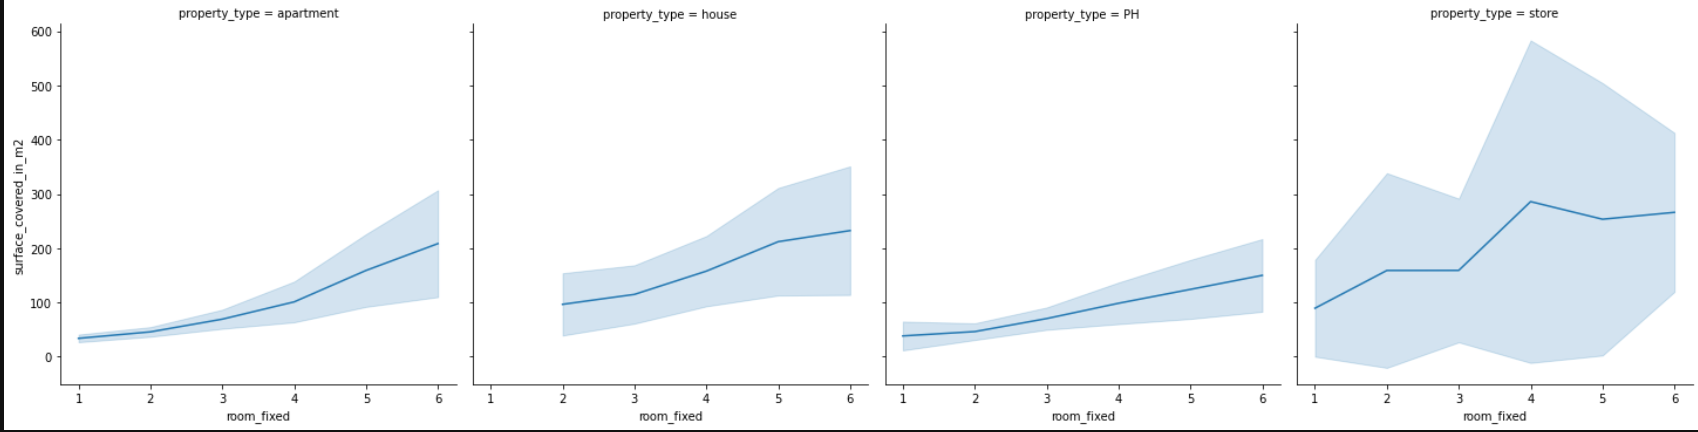 property_type = apartment
property_type = house
property_type = PH
property_type = store
600
500
400
300
200
100
0
surface_covered_in_m2
1 2 3 4 5 6
1 2 3 4 5 6
1 2 3 4 5 6
1 2 3 4 5 6
room_fixed
room_fixed
room_fixed
room_fixed